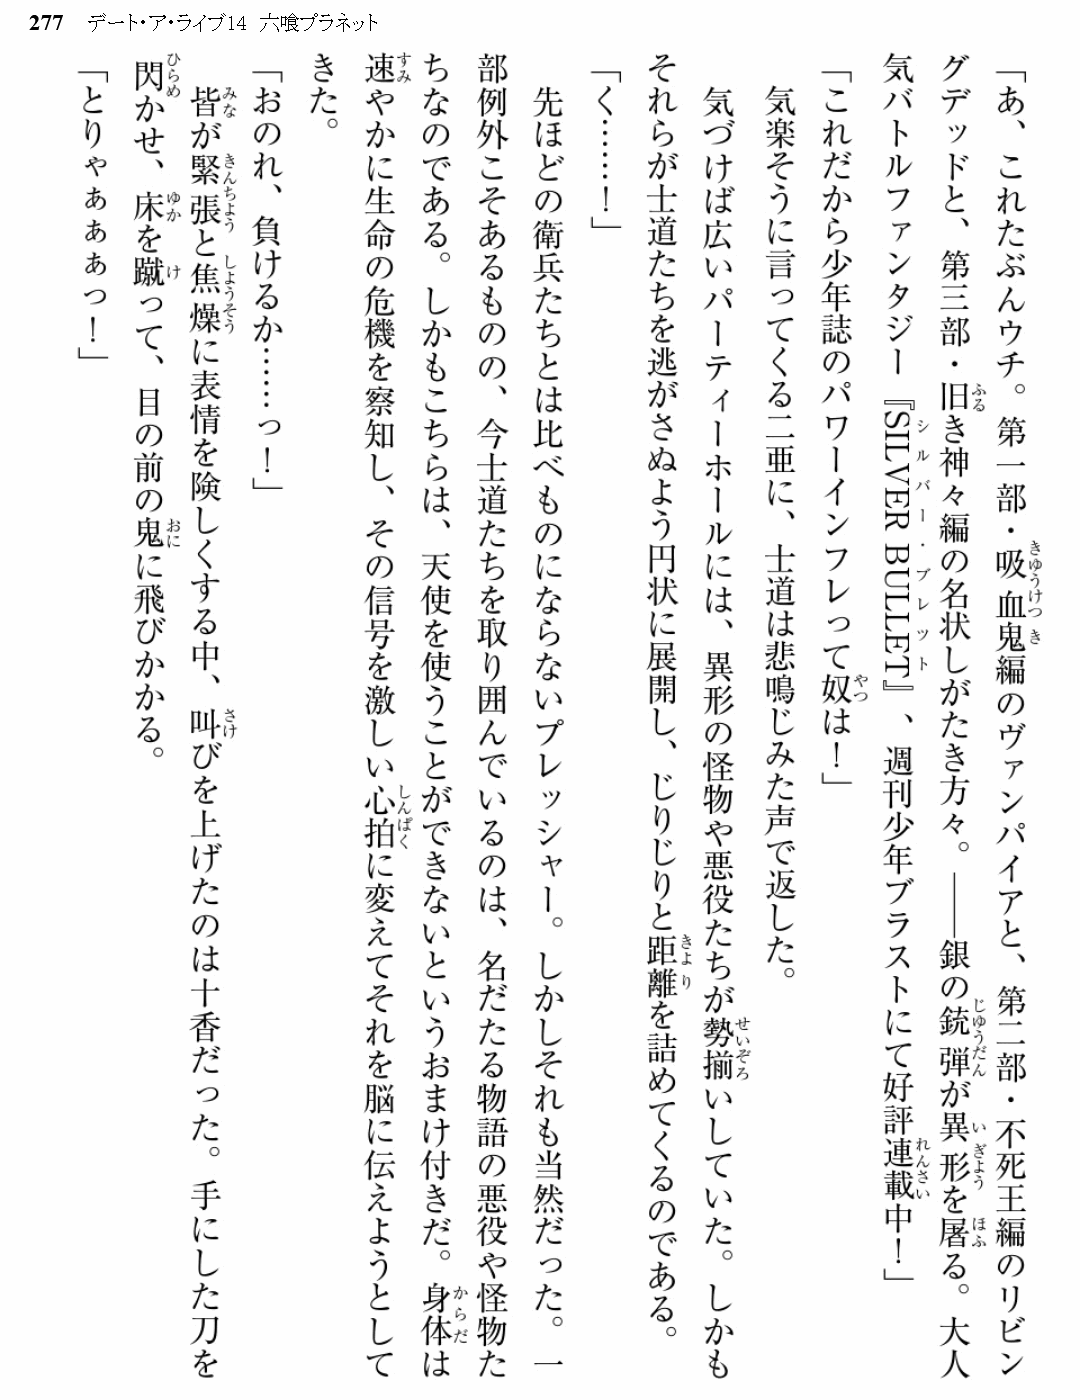 277 デート・ア・ライブ14 六喰プラネット
「あ、これたぶんウチ。第一部・吸血鬼編のヴァンパイアと、第二部・不死王編のリビン
グデッドと、第三部・旧き神々編の名状しがたき方々。――銀の銃弾が異形を屠る。大人
気バトルファンタジー『SILVER BULLET』、週刊少年ブラストにて好評連載中！」
「これだから少年誌のパワーインフレって奴は！」
気楽そうに言ってくる二亜に、士道は悲鳴じみた声で返した。
気づけば広いパーティーホールには、異形の怪物や悪役たちが勢揃いしていた。しかも
それらが士道たちを逃がさぬよう円状に展開し、じりじりと距離を詰めてくるのである。
「く……！」
先ほどの衛兵たちとは比べものにならないプレッシャー。しかしそれも当然だった。一
部例外こそあるものの、今士道たちを取り囲んでいるのは、名だたる物語の悪役や怪物た
ちなのである。しかもこちらは、天使を使うことができないというおまけ付きだ。身体は
速やかに生命の危機を察知し、その信号を激しい心拍に変えてそれを脳に伝えようとして
きた。
「おのれ、負けるか……っ！」
皆が緊張と焦燥に表情を険しくする中、叫びを上げたのは十香だった。手にした刀を
閃かせ、床を蹴って、目の前の鬼に飛びかかる。
「とりゃぁぁぁっ！」